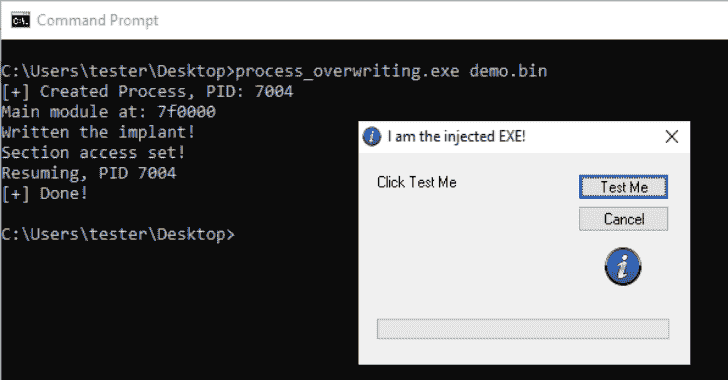 Command Prompt
C:\Users\tester\Desktop>process_overwriting.exe demo.bin
[+] Created Process, PID: 7004
Main module at: 7f0000
Written the implant!
Section access set!
Resuming, PID 7004
[+] Done!
C:\Users\tester\Desktop>
I am the injected EXE!
Click Test Me
Test Me
Cancel